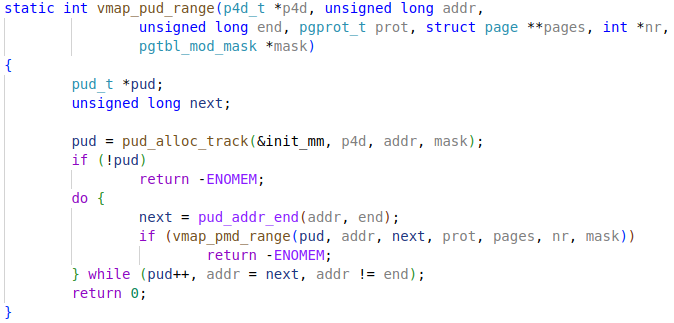 static int vmap_pud_range(p4d_t *p4d, unsigned long addr,
                unsigned long end, pgprot_t prot, struct page **pages, int *nr,
                pgtbl_mod_mask *mask)
{
        pud_t *pud;
        unsigned long next;

        pud = pud_alloc_track(&init_mm, p4d, addr, mask);
        if (!pud)
                return -ENOMEM;
        do {
                next = pud_addr_end(addr, end);
                if (vmap_pmd_range(pud, addr, next, prot, pages, nr, mask))
                        return -ENOMEM;
        } while (pud++, addr = next, addr != end);
        return 0;
}